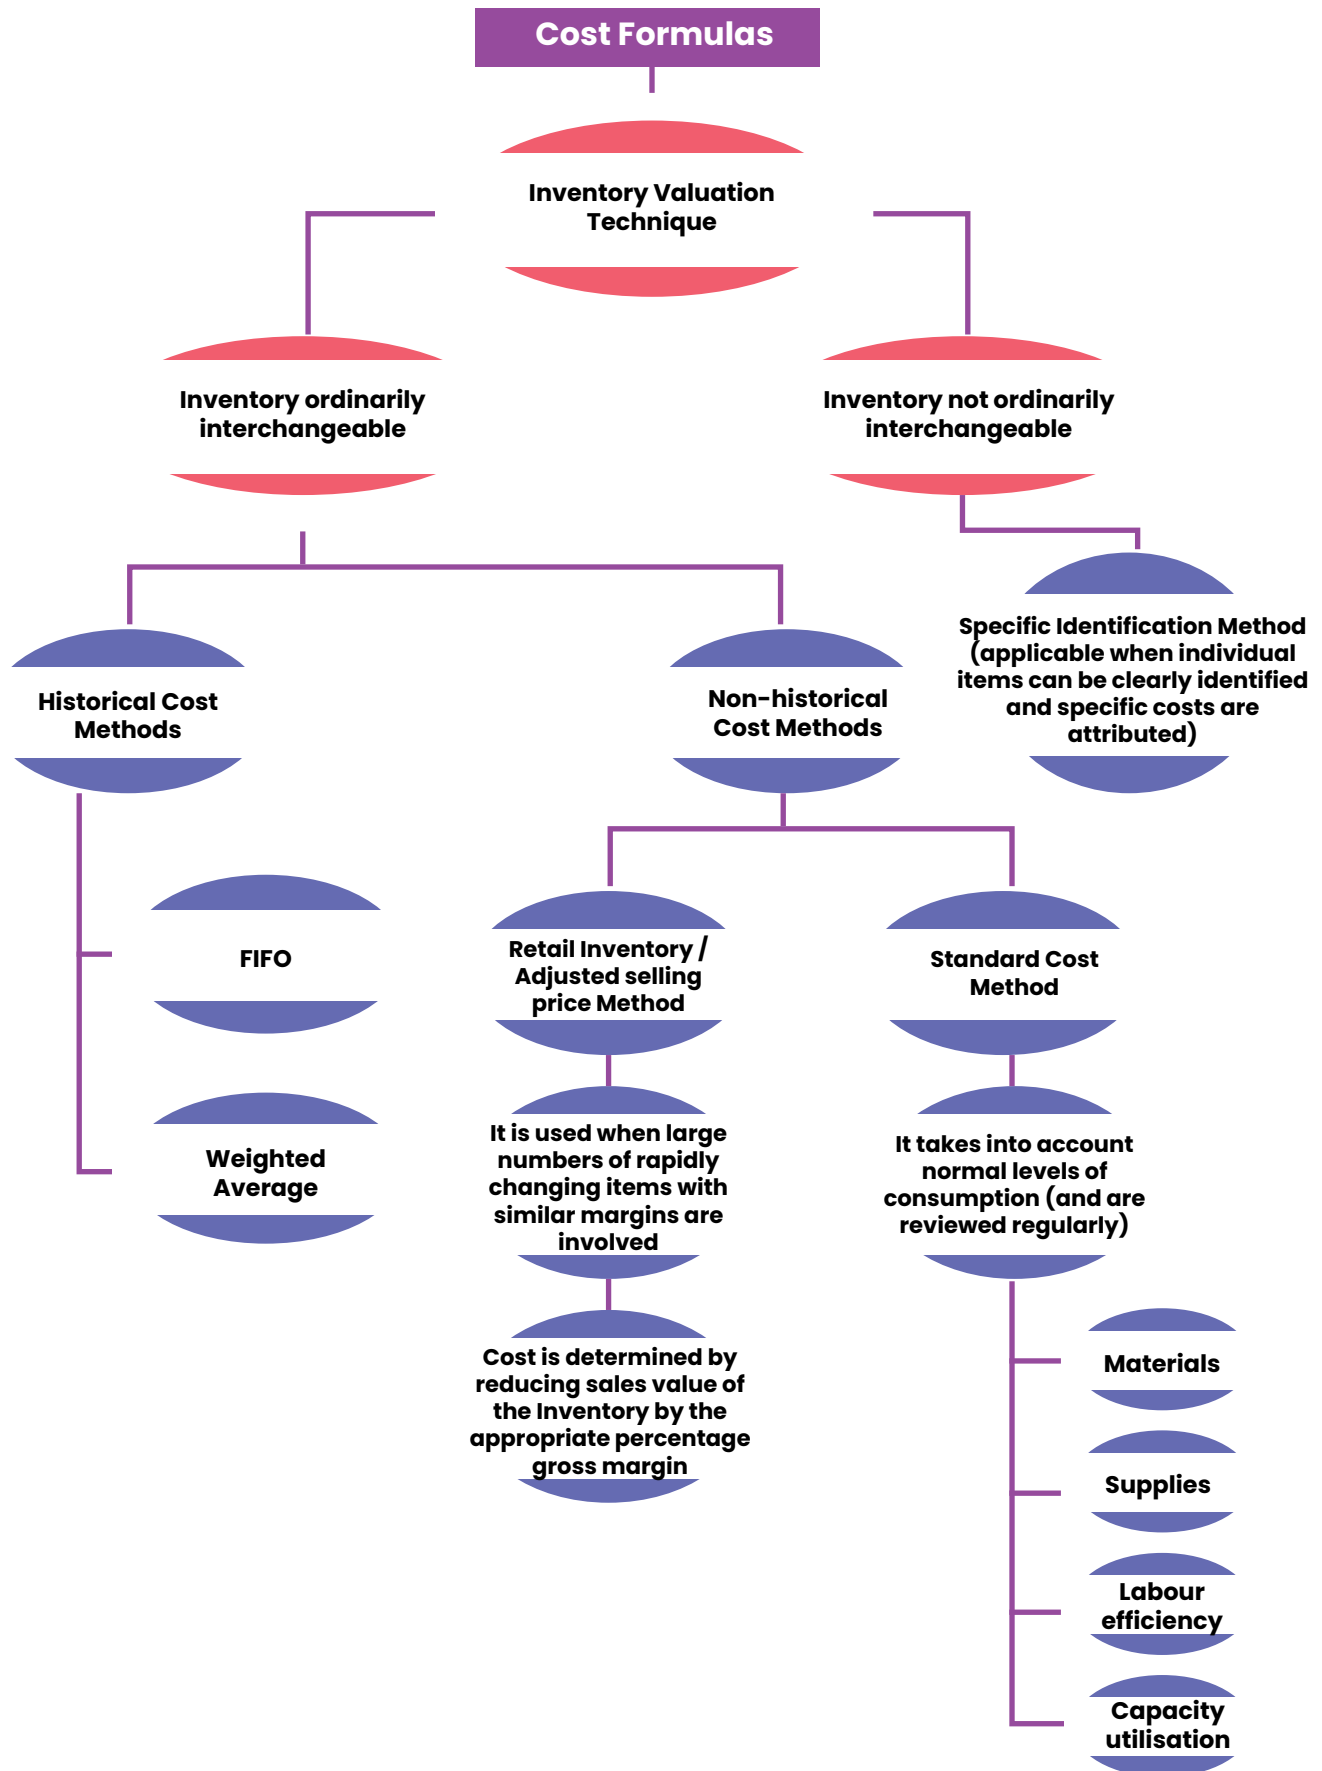 Cost Formulas
Inventory Valuation
Technique
Inventory ordinarily
interchangeable
Inventory not ordinarily
interchangeable
Historical Cost
Methods
Non-historical
Cost Methods
Specific Identification Method
(applicable when individual
items can be clearly identified
and specific costs are
attributed)
FIFO
Weighted
Average
Retail Inventory /
Adjusted selling
price Method
It is used when large
numbers of rapidly
changing items with
similar margins are
involved
Cost is determined by
reducing sales value of
the Inventory by the
appropriate percentage
gross margin
Standard Cost
Method
It takes into account
normal levels of
consumption (and are
reviewed regularly)
Materials
Supplies
Labour
efficiency
Capacity
utilisation